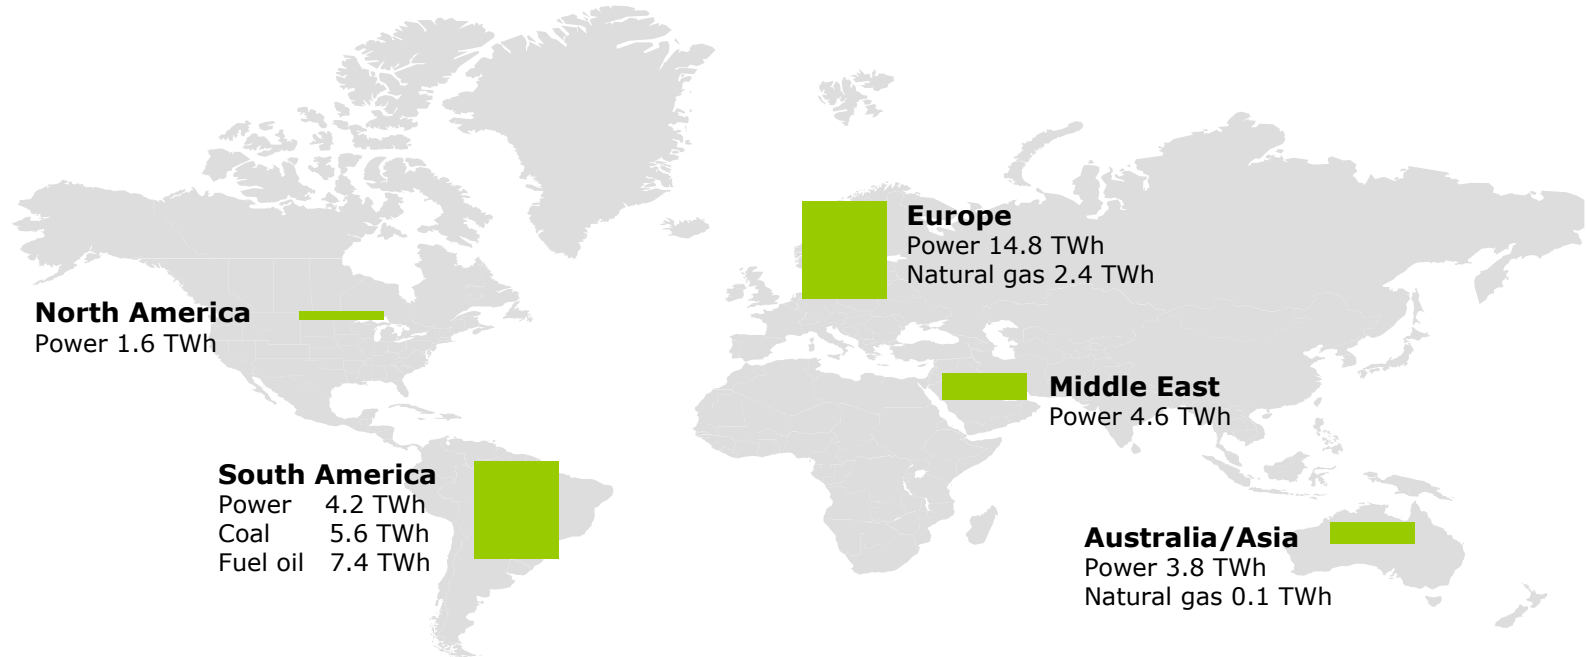 Europe
Power 14.8 TWh
Natural gas 2.4 TWh
North America
Power 1.6 TWh
Middle East
Power 4.6 TWh
South America
Power 4.2 TWh
Coal 5.6 TWh
Fuel oil 7.4 TWh
Australia/Asia
Power 3.8 TWh
Natural gas 0.1 TWh